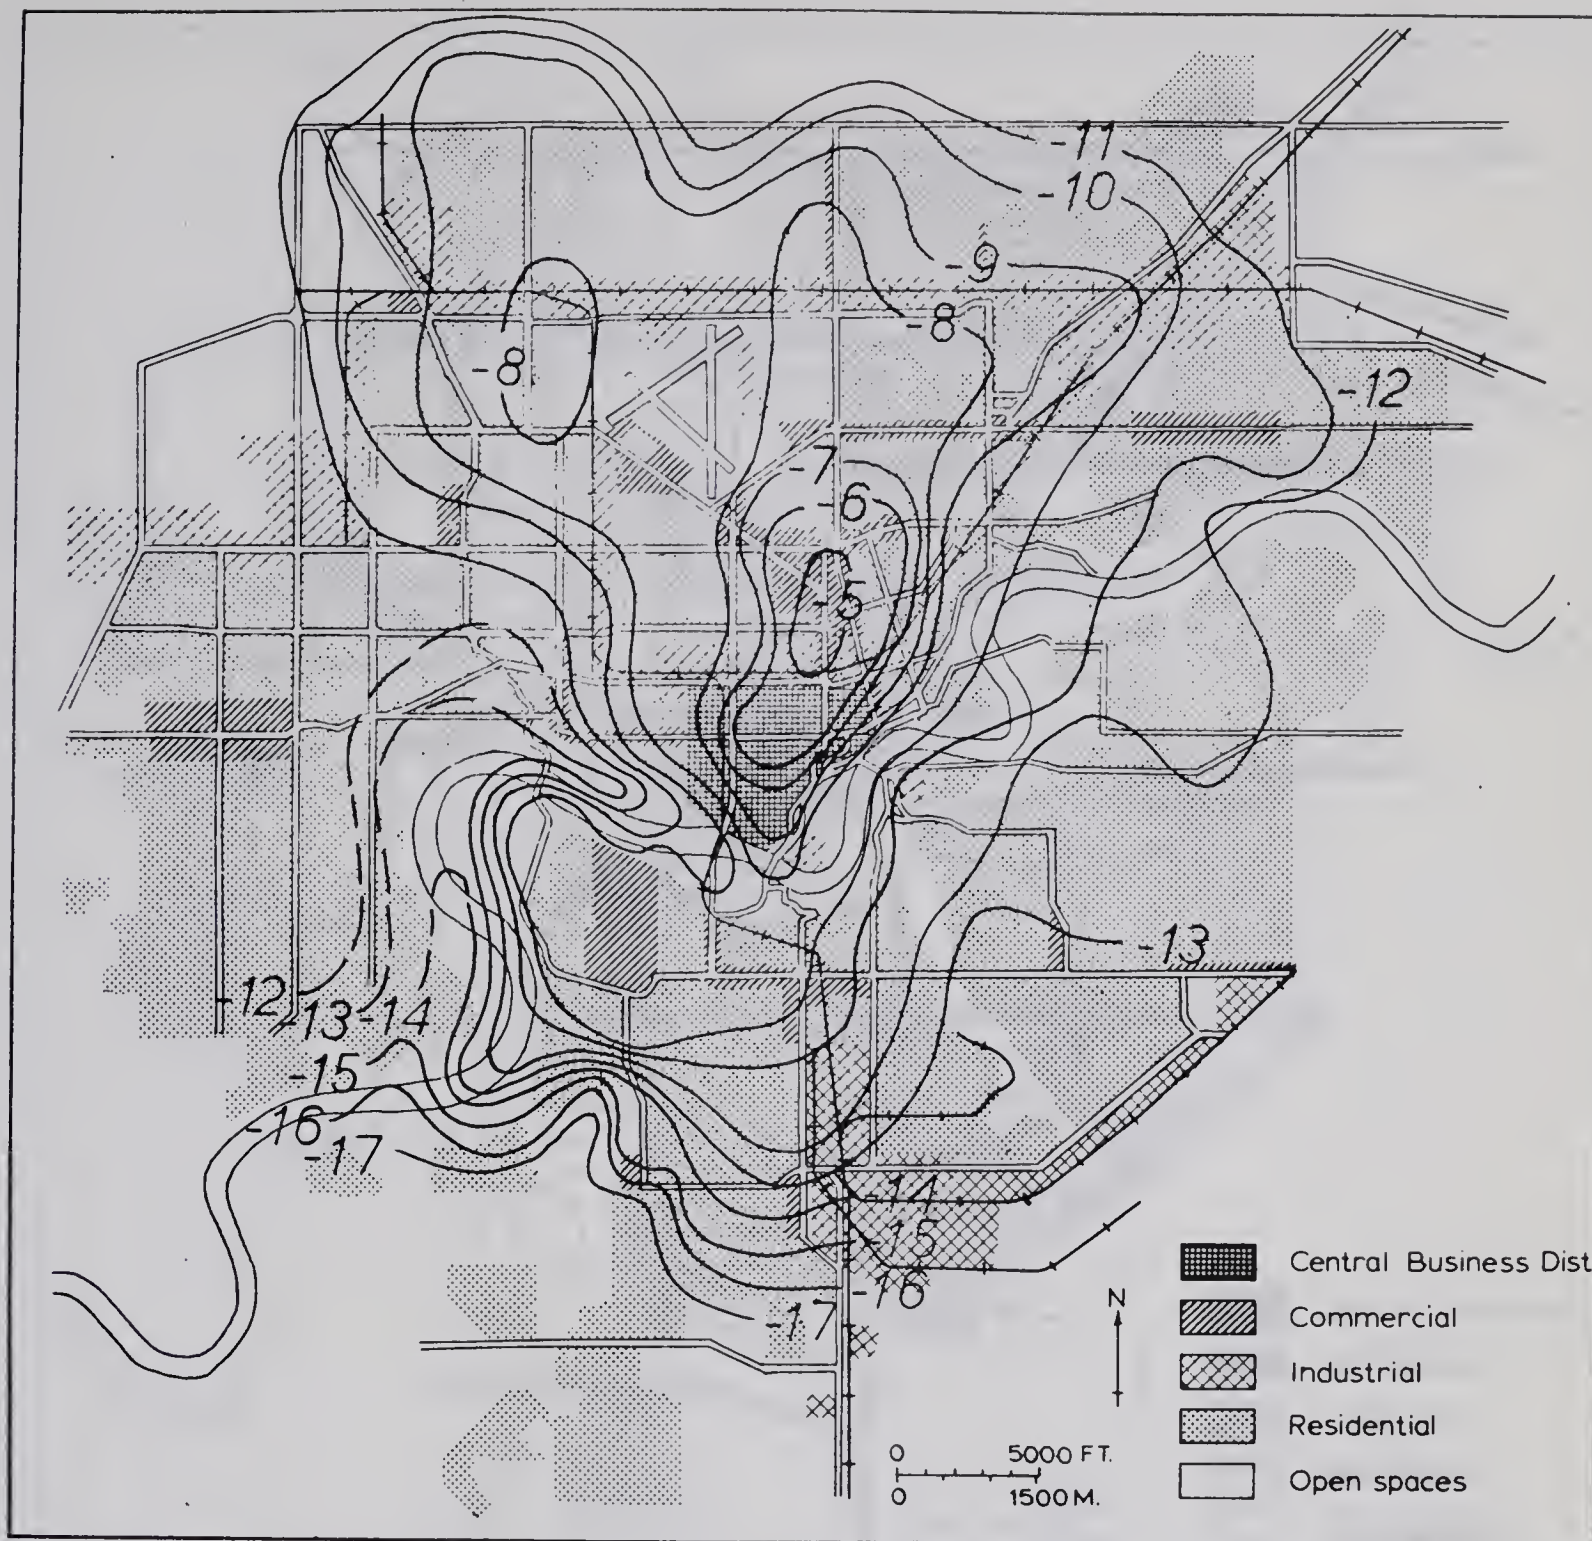 -11
-10
-9
-8
-8
-12
-7
-6
-5
-13
-12
-13
-14
-15
-16
-17
-14
-15
-16
-17
N
Central Business Dist
Commercial
Industrial
Residential
Open spaces
0 5000 FT.
0 1500 M.